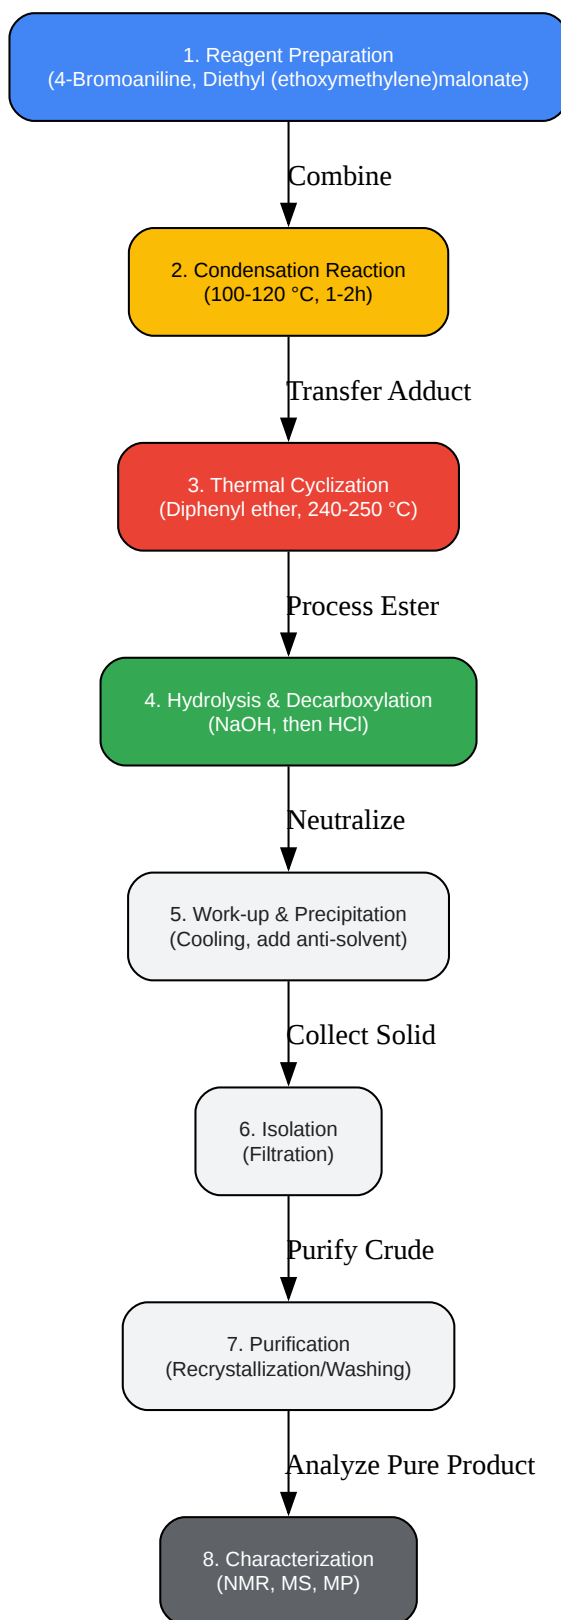 1. Reagent Preparation
(4-Bromoaniline, Diethyl (ethoxymethylene)malonate)
Combine
2. Condensation Reaction
(100-120 °C, 1-2h)
Transfer Adduct
3. Thermal Cyclization
(Diphenyl ether, 240-250 °C)
Process Ester
4. Hydrolysis & Decarboxylation
(NaOH, then HCl)
Neutralize
5. Work-up & Precipitation
(Cooling, add anti-solvent)
Collect Solid
6. Isolation
(Filtration)
Purify Crude
7. Purification
(Recrystallization/Washing)
Analyze Pure Product
8. Characterization
(NMR, MS, MP)